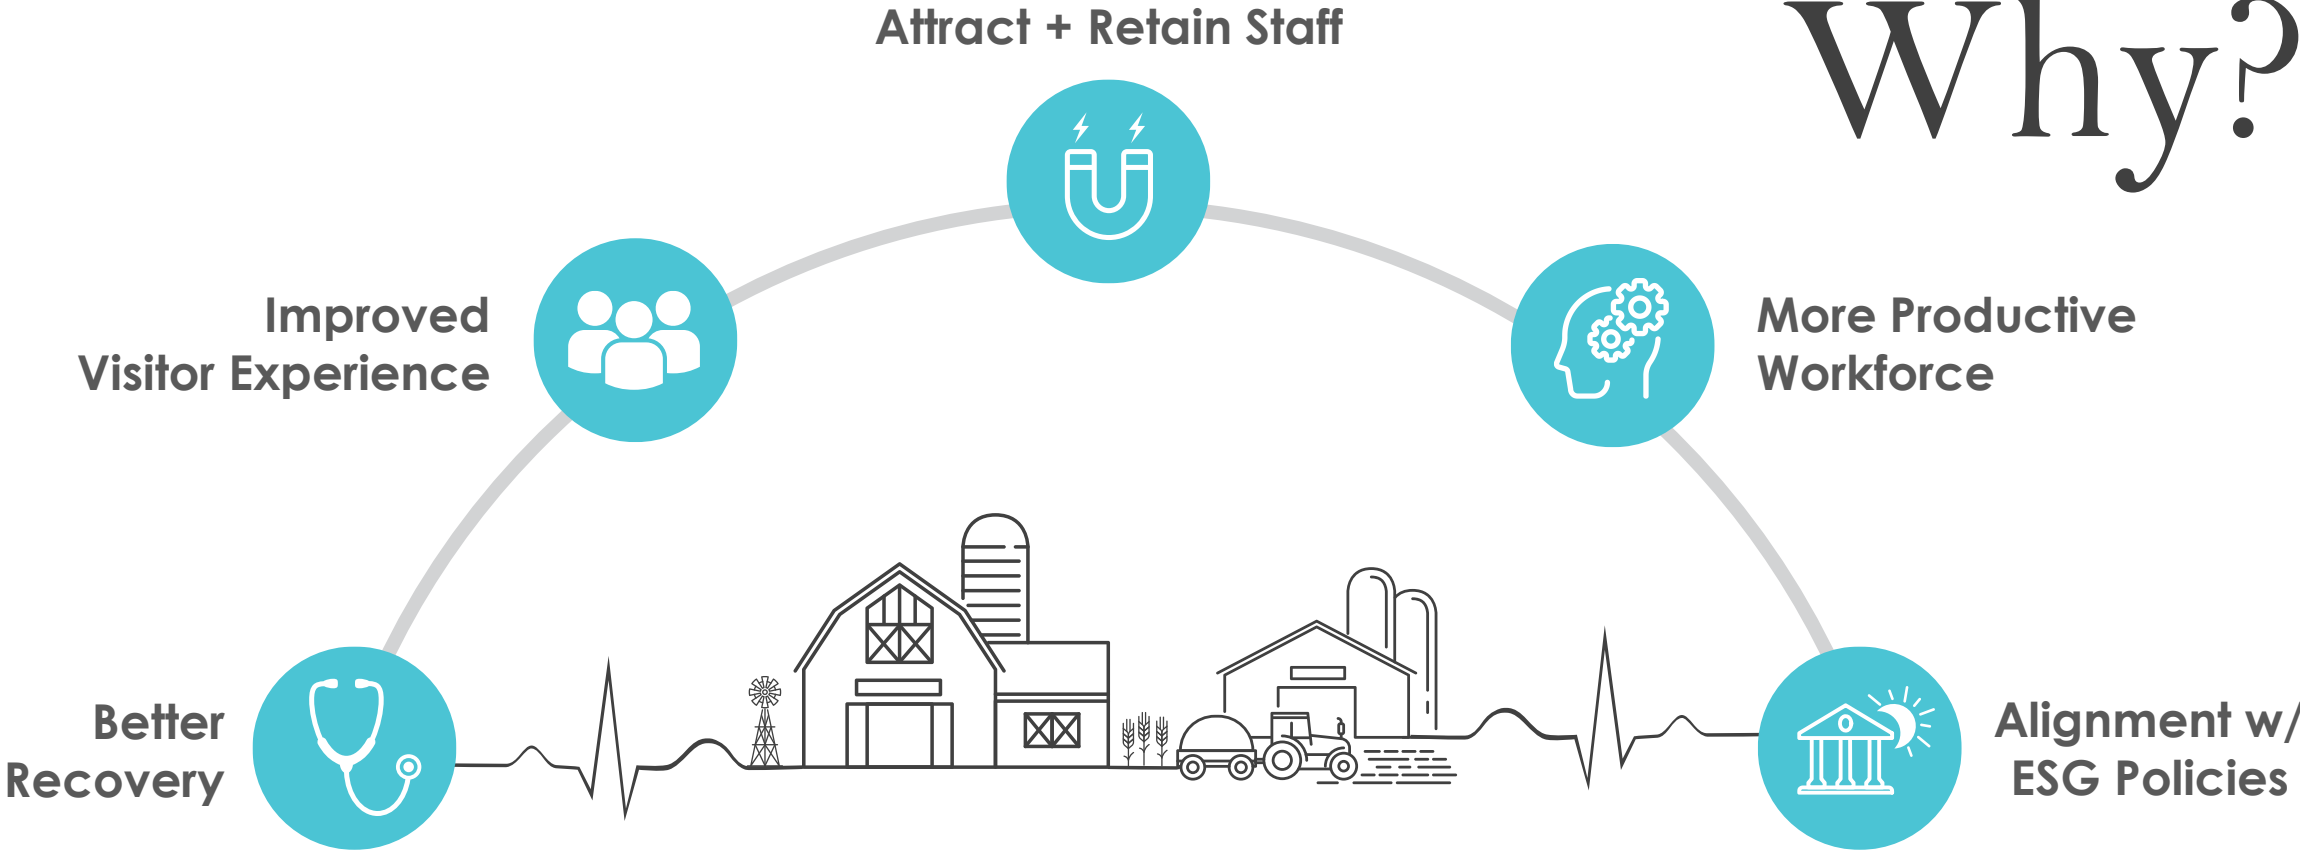 Why?
Attract + Retain Staff
Improved
Visitor Experience
More Productive
Workforce
Better
Recovery
Alignment w/
ESG Policies